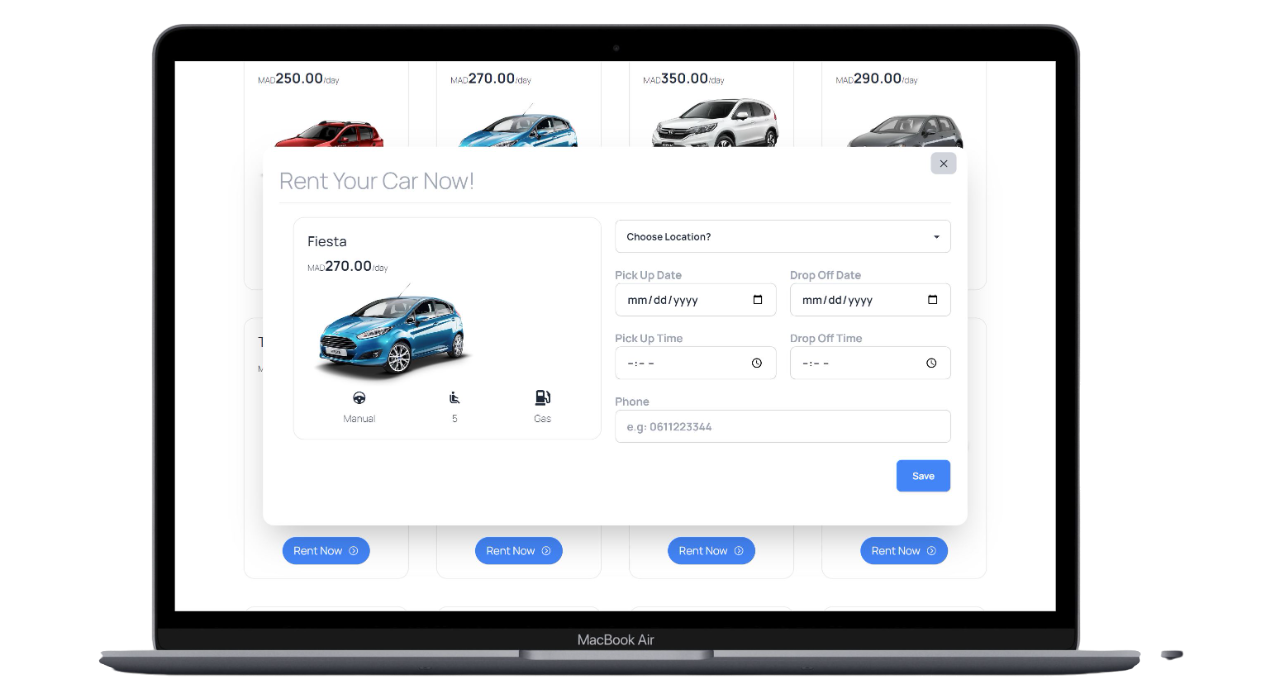 MAD250.00/day
MAD270.00/day
MAD350.00/day
MAD290.00/day
Rent Your Car Now!
Fiesta
MAD270.00/day
Manual
5
Gas
Choose Location?
Pick Up Date
Drop Off Date
mm/dd/yyyy
mm/dd/yyyy
Pick Up Time
Drop Off Time
--:-- --
--:-- --
Phone
e.g: 0611223344
Save
Rent Now
Rent Now
Rent Now
Rent Now
MacBook Air